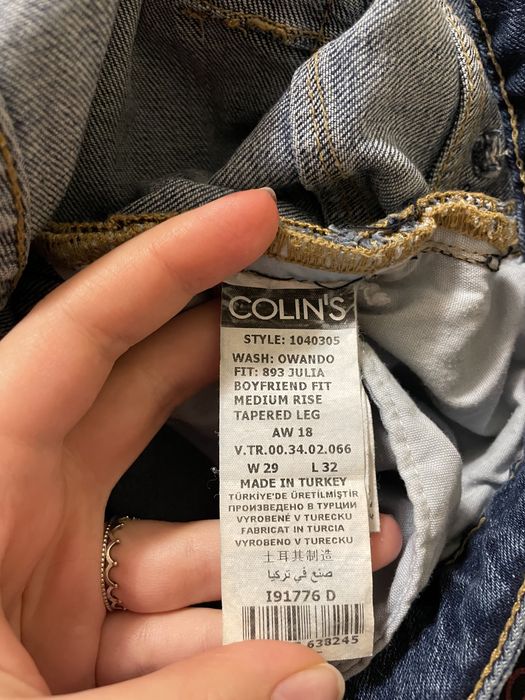 COLIN'S
STYLE: 1040305
WASH: OWANDO
FIT: 893 JULIA
BOYFRIEND FIT
MEDIUM RISE
TAPERED LEG
AW 18
V.TR.00.34.02.066
W 29 L 32
MADE IN TURKEY
TÜRKİYE'DE ÜRETİLMİŞTİR
ПРОИЗВЕДЕНО В ТУРЦИИ
VYROBENÉ V TURECKU
FABRICAT IN TURCIA
VYROBENO V TURECKU
土耳其制造
صنع في تركيا
I91776 D
638245